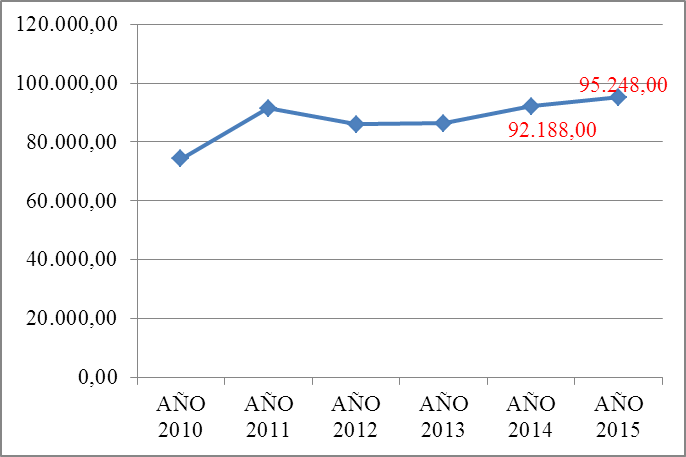 120.000,00
100.000,00
80.000,00
60.000,00
40.000,00
20.000,00
0,00
95.248,00
92.188,00
AÑO 2010
AÑO 2011
AÑO 2012
AÑO 2013
AÑO 2014
AÑO 2015